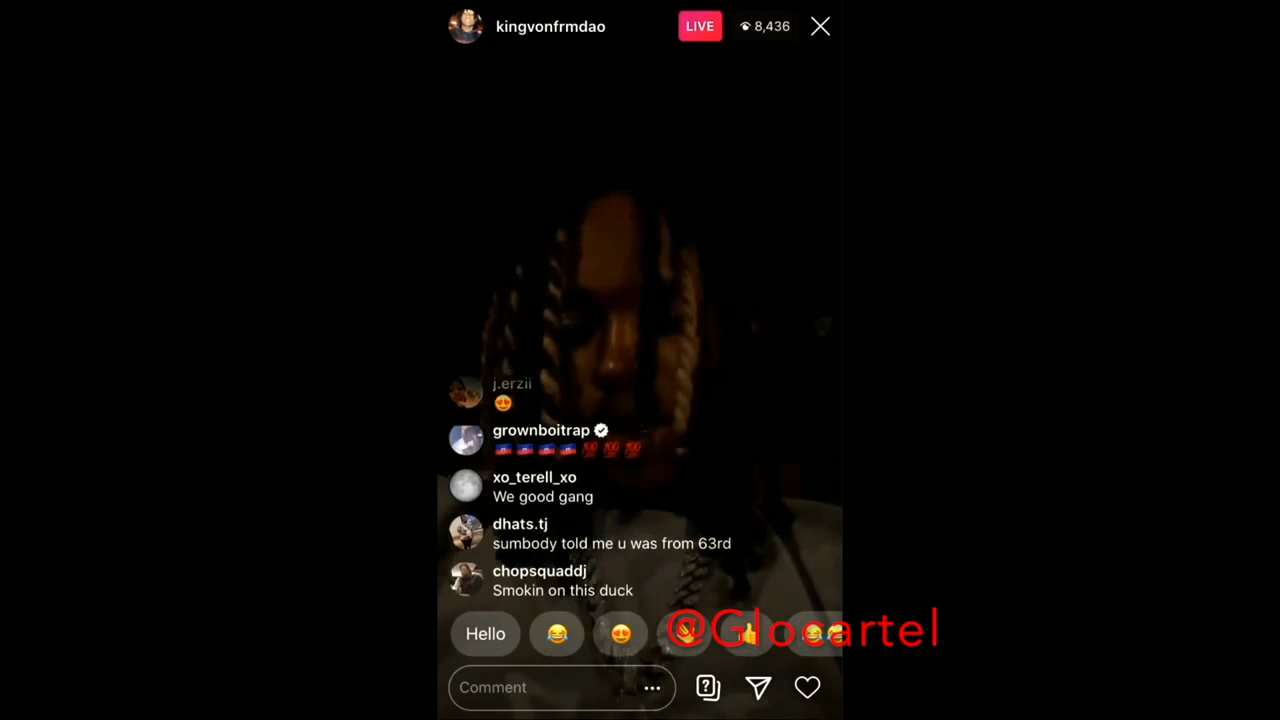 kingvonfrmdao
LIVE
8,436
j.erzii
😍
grownboitrap
🇭🇹🇭🇹🇭🇹🇭🇹💯💯💯
xo_terell_xo
We good gang
dhats.tj
sumbody told me u was from 63rd
chopsquaddj
Smokin on this duck
Hello
@Glocartel
Comment